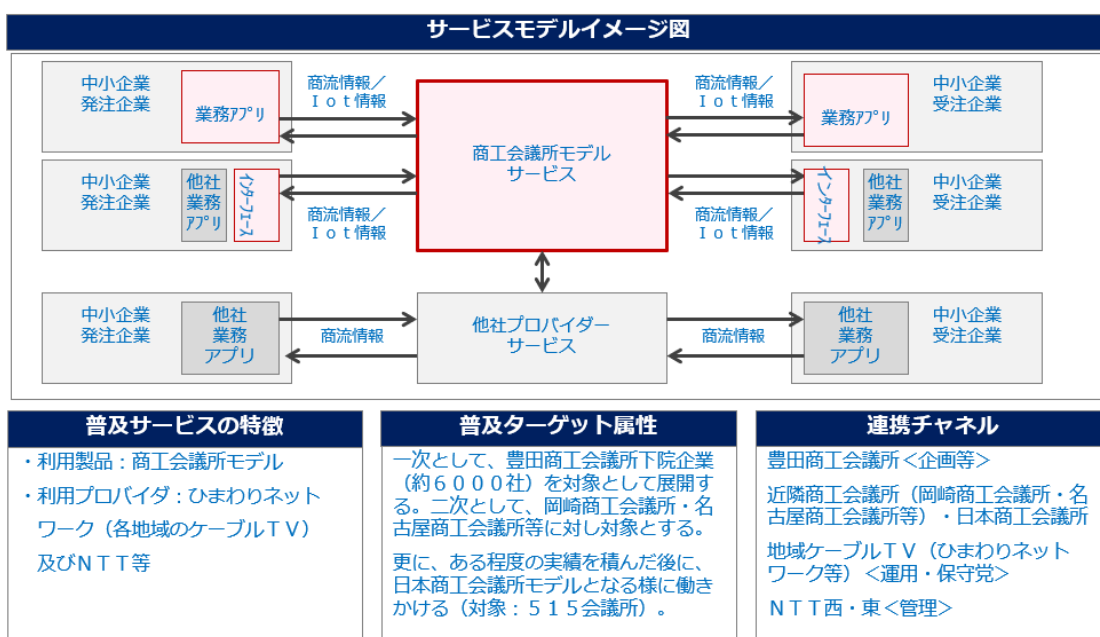 サービスモデルイメージ図
中小企業
発注企業
業務ｱﾌﾟﾘ
商流情報／
Ｉｏｔ情報
商工会議所モデル
サービス
商流情報／
Ｉｏｔ情報
業務ｱﾌﾟﾘ
中小企業
受注企業
中小企業
発注企業
他社
業務
ｱﾌﾟﾘ
ｲﾝﾀｰﾌｪｰｽ
商流情報／
Ｉｏｔ情報
商流情報／
Ｉｏｔ情報
インターフェース
他社
業務
ｱﾌﾟﾘ
中小企業
受注企業
中小企業
発注企業
他社
業務
アプリ
商流情報
他社プロバイダー
サービス
商流情報
他社
業務
アプリ
中小企業
受注企業
普及サービスの特徴
・利用製品：商工会議所モデル
・利用プロバイダ：ひまわりネット
ワーク（各地域のケーブルＴＶ）
及びＮＴＴ等
普及ターゲット属性
一次として、豊田商工会議所下院企業
（約６０００社）を対象として展開す
る。二次として、岡崎商工会議所・名
古屋商工会議所等に対し対象とする。
更に、ある程度の実績を積んだ後に、
日本商工会議所モデルとなる様に働き
かける（対象：５１５会議所）。
連携チャネル
豊田商工会議所＜企画等＞
近隣商工会議所（岡崎商工会議所・名
古屋商工会議所等）・日本商工会議所
地域ケーブルＴＶ（ひまわりネット
ワーク等）＜運用・保守党＞
ＮＴＴ西・東＜管理＞